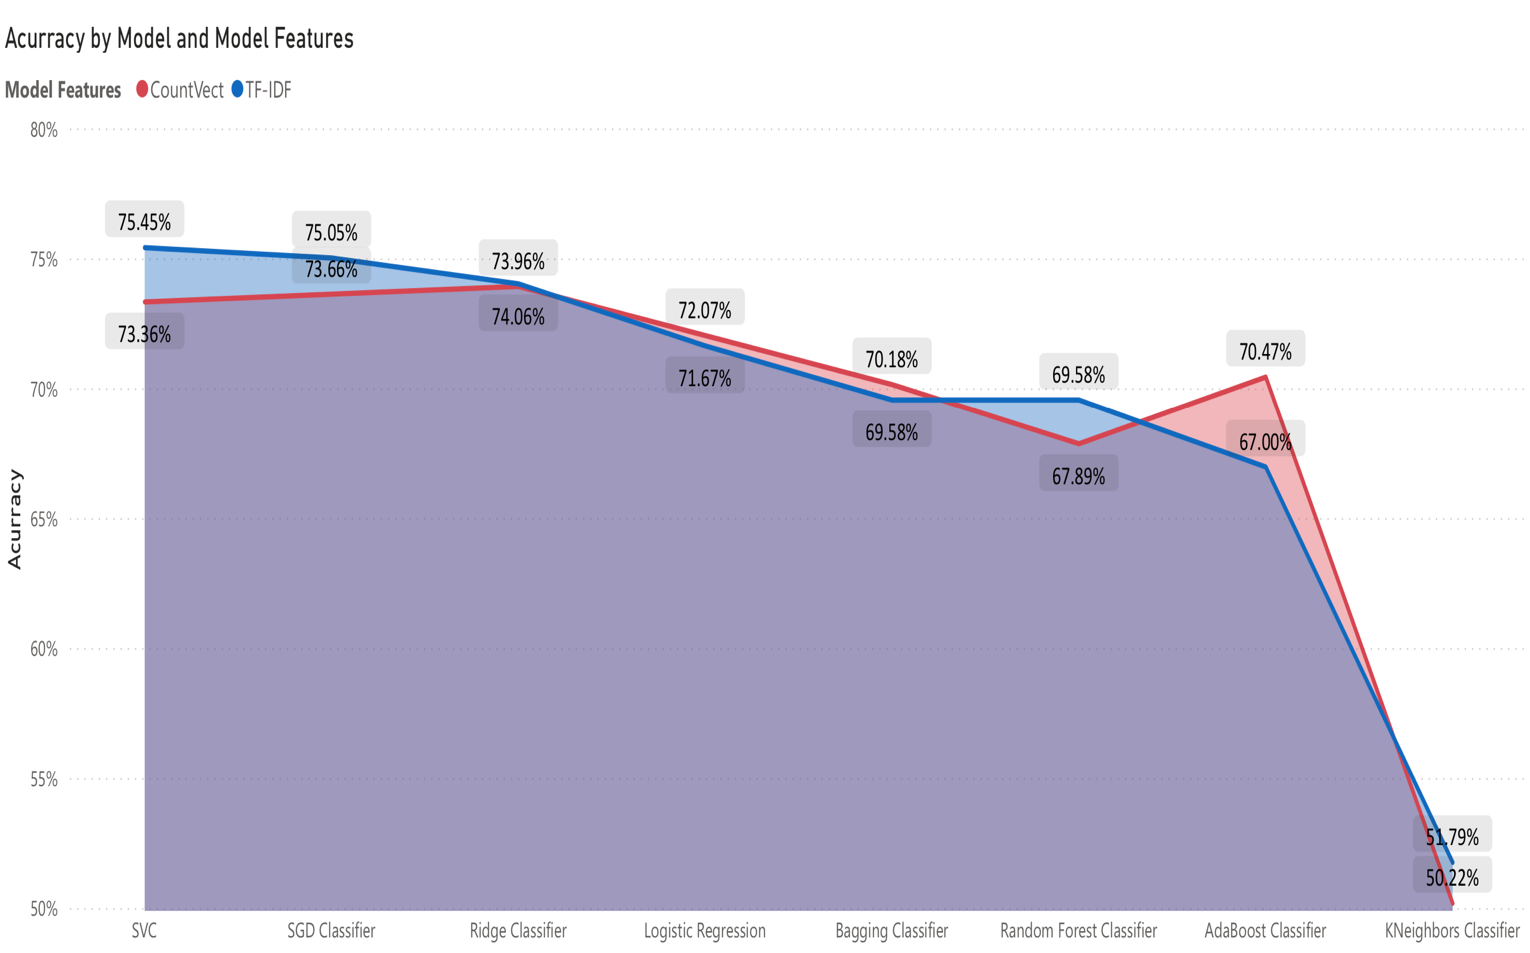 Acurracy by Model and Model Features
Model Features CountVect TF-IDF
80%
75%
70%
65%
60%
55%
50%
Acurracy
75.45%
73.36%
75.05%
73.66%
73.96%
74.06%
72.07%
71.67%
70.18%
69.58%
69.58%
67.89%
70.47%
67.00%
51.79%
50.22%
SVC
SGD Classifier
Ridge Classifier
Logistic Regression
Bagging Classifier
Random Forest Classifier
AdaBoost Classifier
KNeighbors Classifier